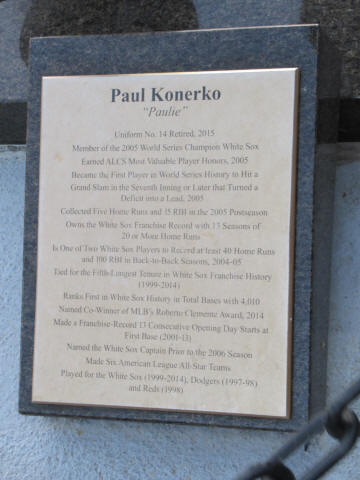 Paul Konerko
"Paulie"
Uniform No. 14 Retired, 2015
Member of the 2005 World Series Champion White Sox
Earned ALCS Most Valuable Player Honors, 2005
Became the First Player in World Series History to Hit a
Grand Slam in the Seventh Inning or Later that Turned a
Deficit into a Lead, 2005
Collected Five Home Runs and 15 RBI in the 2005 Postseason
Owns the White Sox Franchise Record with 13 Seasons of
20 or More Home Runs
Is One of Two White Sox Players to Record at least 40 Home Runs
and 100 RBI in Back-to-Back Seasons, 2004-05
Tied for the Fifth-Longest Tenure in White Sox Franchise History
(1999-2014)
Ranks First in White Sox History in Total Bases with 4,010
Named Co-Winner of MLB's Roberto Clemente Award, 2014
Made a Franchise-Record 13 Consecutive Opening Day Starts at
First Base (2001-13)
Named the White Sox Captain Prior to the 2006 Season
Made Six American League All-Star Teams
Played for the White Sox (1999-2014), Dodgers (1997-98)
and Reds (1998)